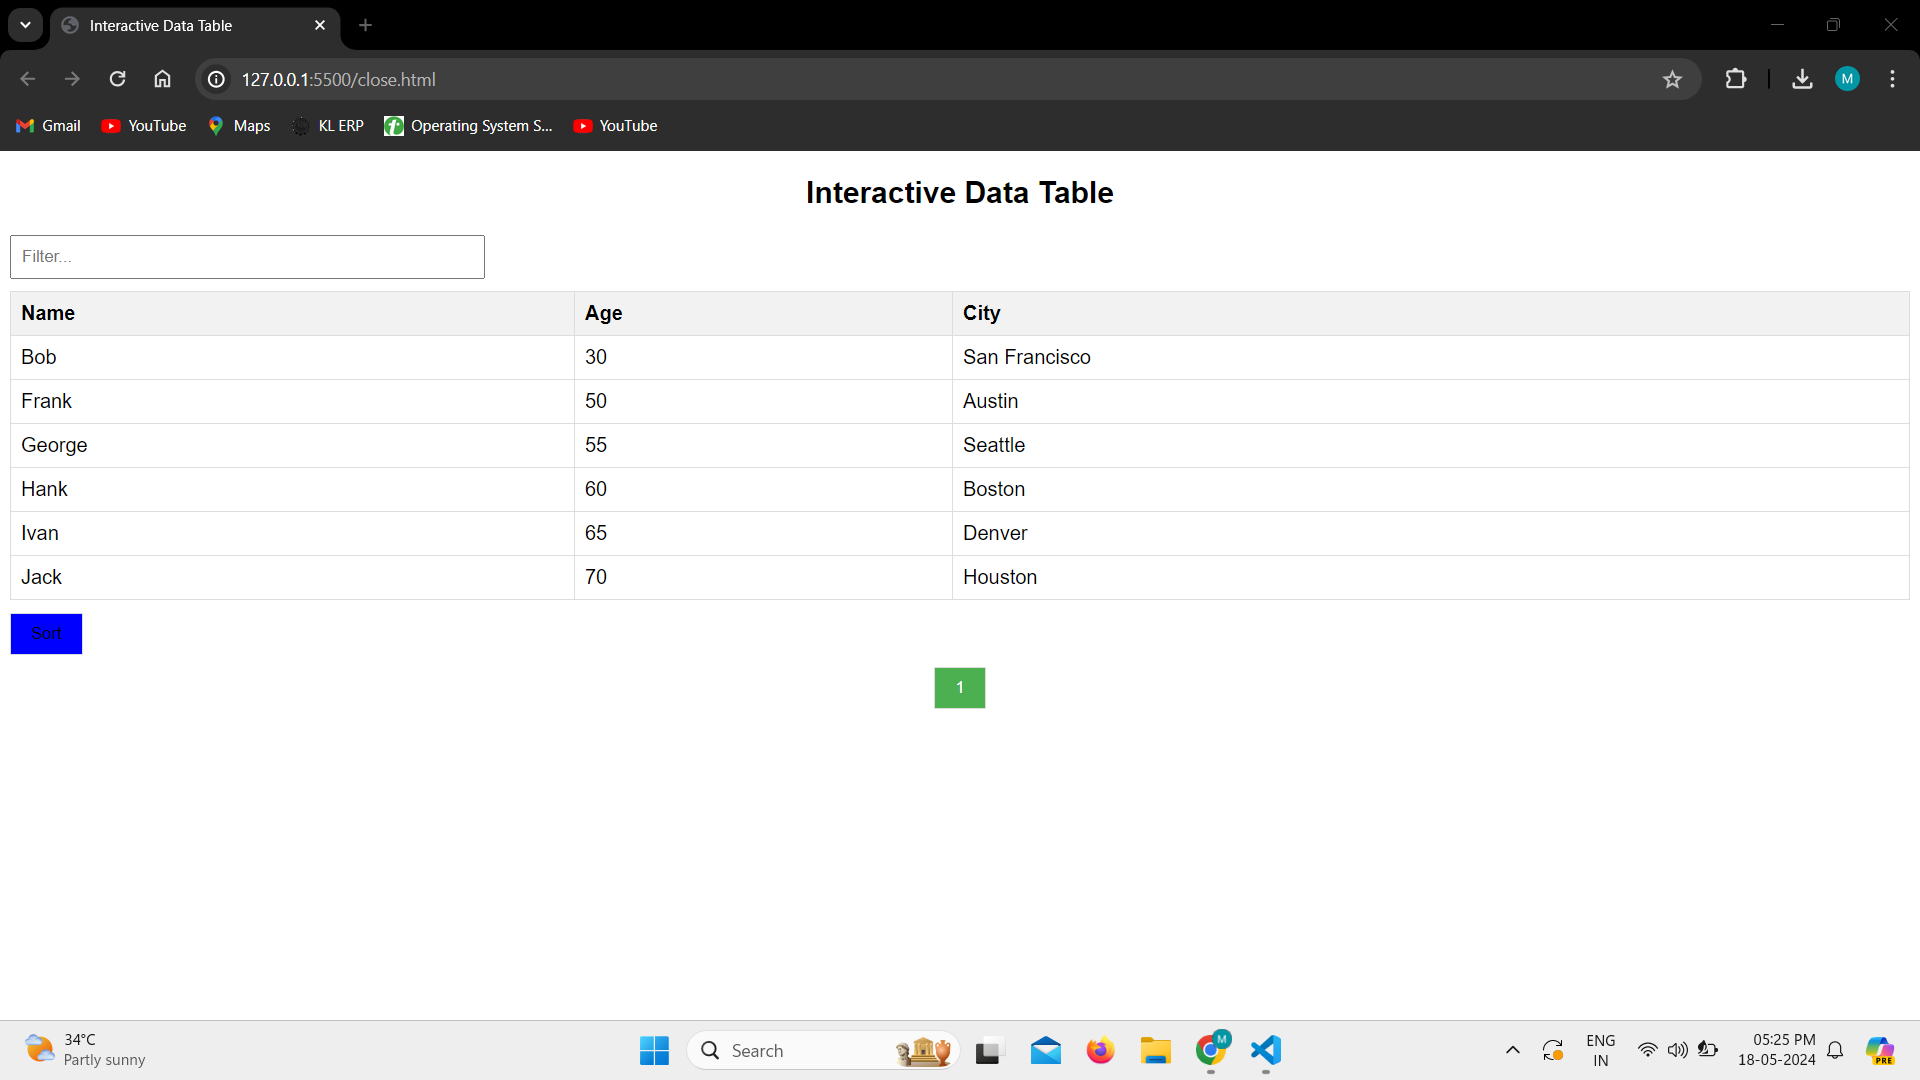 Interactive Data Table
127.0.0.1:5500/close.html
M
Gmail YouTube Maps KL ERP Operating System S... YouTube
Interactive Data Table
Filter...
Name Age City
Bob 30 San Francisco
Frank 50 Austin
George 55 Seattle
Hank 60 Boston
Ivan 65 Denver
Jack 70 Houston
Sort
1
34°C
Partly sunny
Search
M
ENG
IN
05:25 PM
18-05-2024
PRE